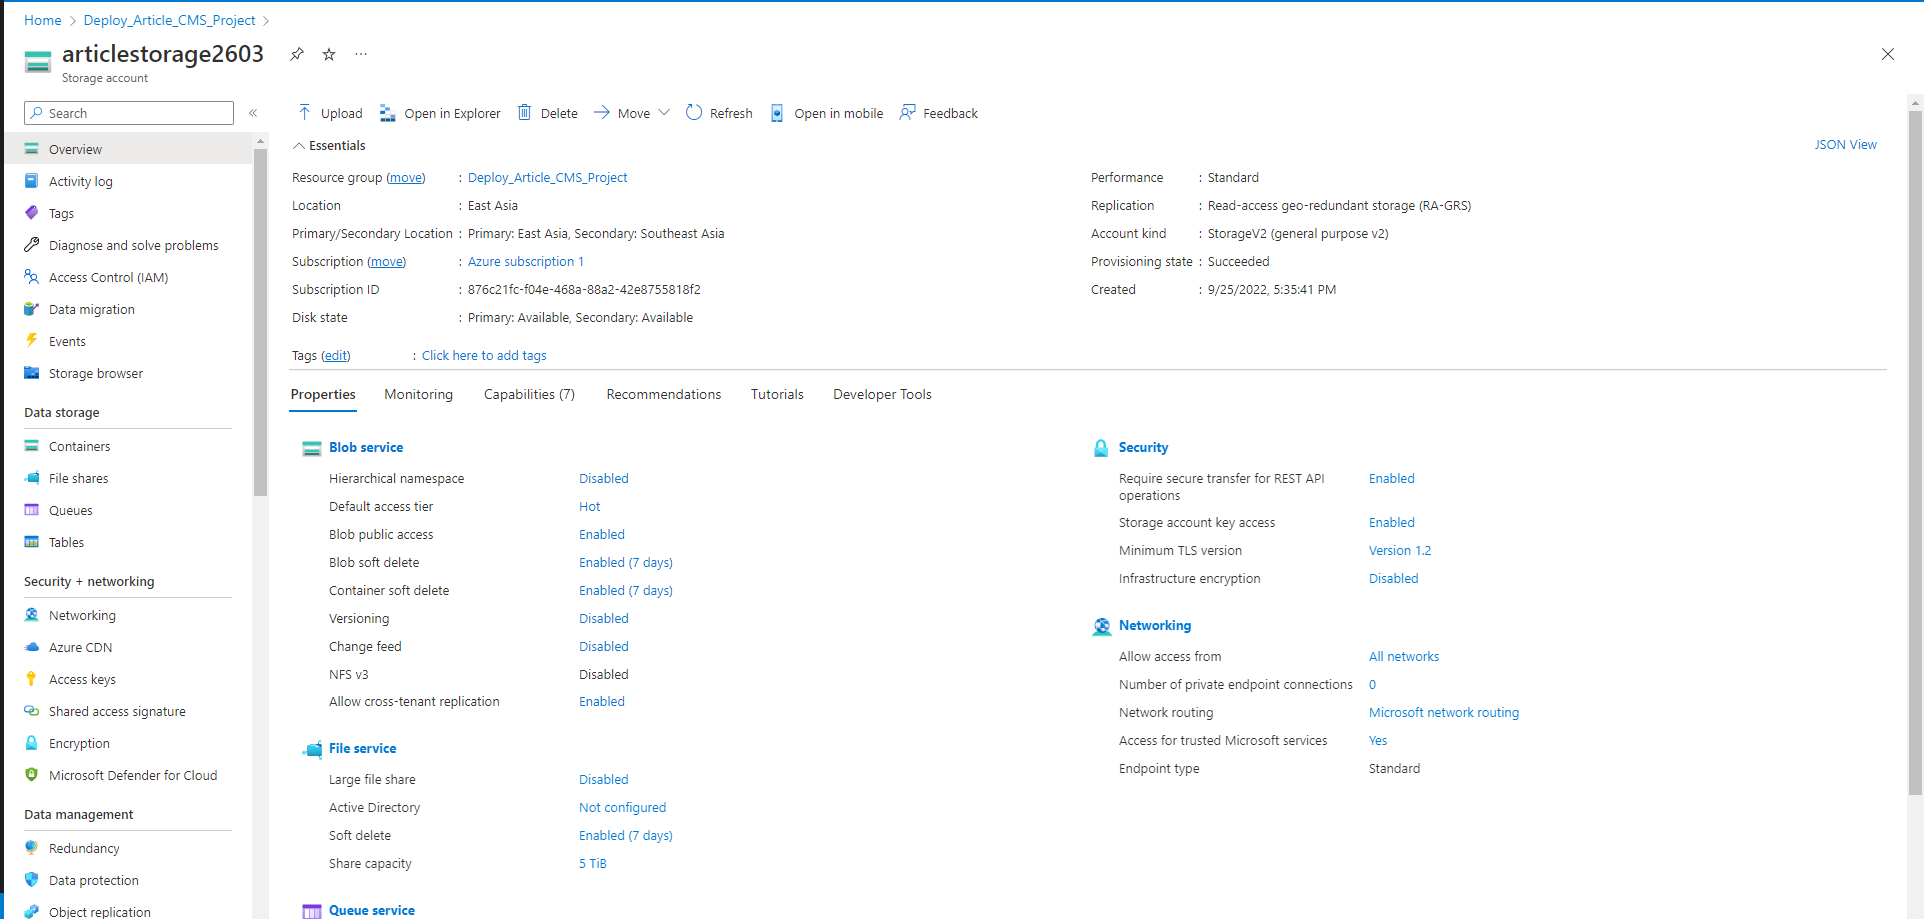 Home > Deploy_Article_CMS_Project >
articlestorage2603
Storage account
Search
Upload Open in Explorer Delete Move Refresh Open in mobile Feedback
Overview
Activity log
Tags
Diagnose and solve problems
Access Control (IAM)
Data migration
Events
Storage browser
Data storage
Containers
File shares
Queues
Tables
Security + networking
Networking
Azure CDN
Access keys
Shared access signature
Encryption
Microsoft Defender for Cloud
Data management
Redundancy
Data protection
Object replication
Essentials
JSON View
Resource group (move) : Deploy_Article_CMS_Project
Location : East Asia
Primary/Secondary Location : Primary: East Asia, Secondary: Southeast Asia
Subscription (move) : Azure subscription 1
Subscription ID : 876c21fc-f04e-468a-88a2-42e8755818f2
Disk state : Primary: Available, Secondary: Available
Performance : Standard
Replication : Read-access geo-redundant storage (RA-GRS)
Account kind : StorageV2 (general purpose v2)
Provisioning state : Succeeded
Created : 9/25/2022, 5:35:41 PM
Tags (edit) : Click here to add tags
Properties Monitoring Capabilities (7) Recommendations Tutorials Developer Tools
Blob service
Hierarchical namespace Disabled
Default access tier Hot
Blob public access Enabled
Blob soft delete Enabled (7 days)
Container soft delete Enabled (7 days)
Versioning Disabled
Change feed Disabled
NFS v3 Disabled
Allow cross-tenant replication Enabled
File service
Large file share Disabled
Active Directory Not configured
Soft delete Enabled (7 days)
Share capacity 5 TiB
Queue service
Security
Require secure transfer for REST API Enabled
operations
Storage account key access Enabled
Minimum TLS version Version 1.2
Infrastructure encryption Disabled
Networking
Allow access from All networks
Number of private endpoint connections 0
Network routing Microsoft network routing
Access for trusted Microsoft services Yes
Endpoint type Standard